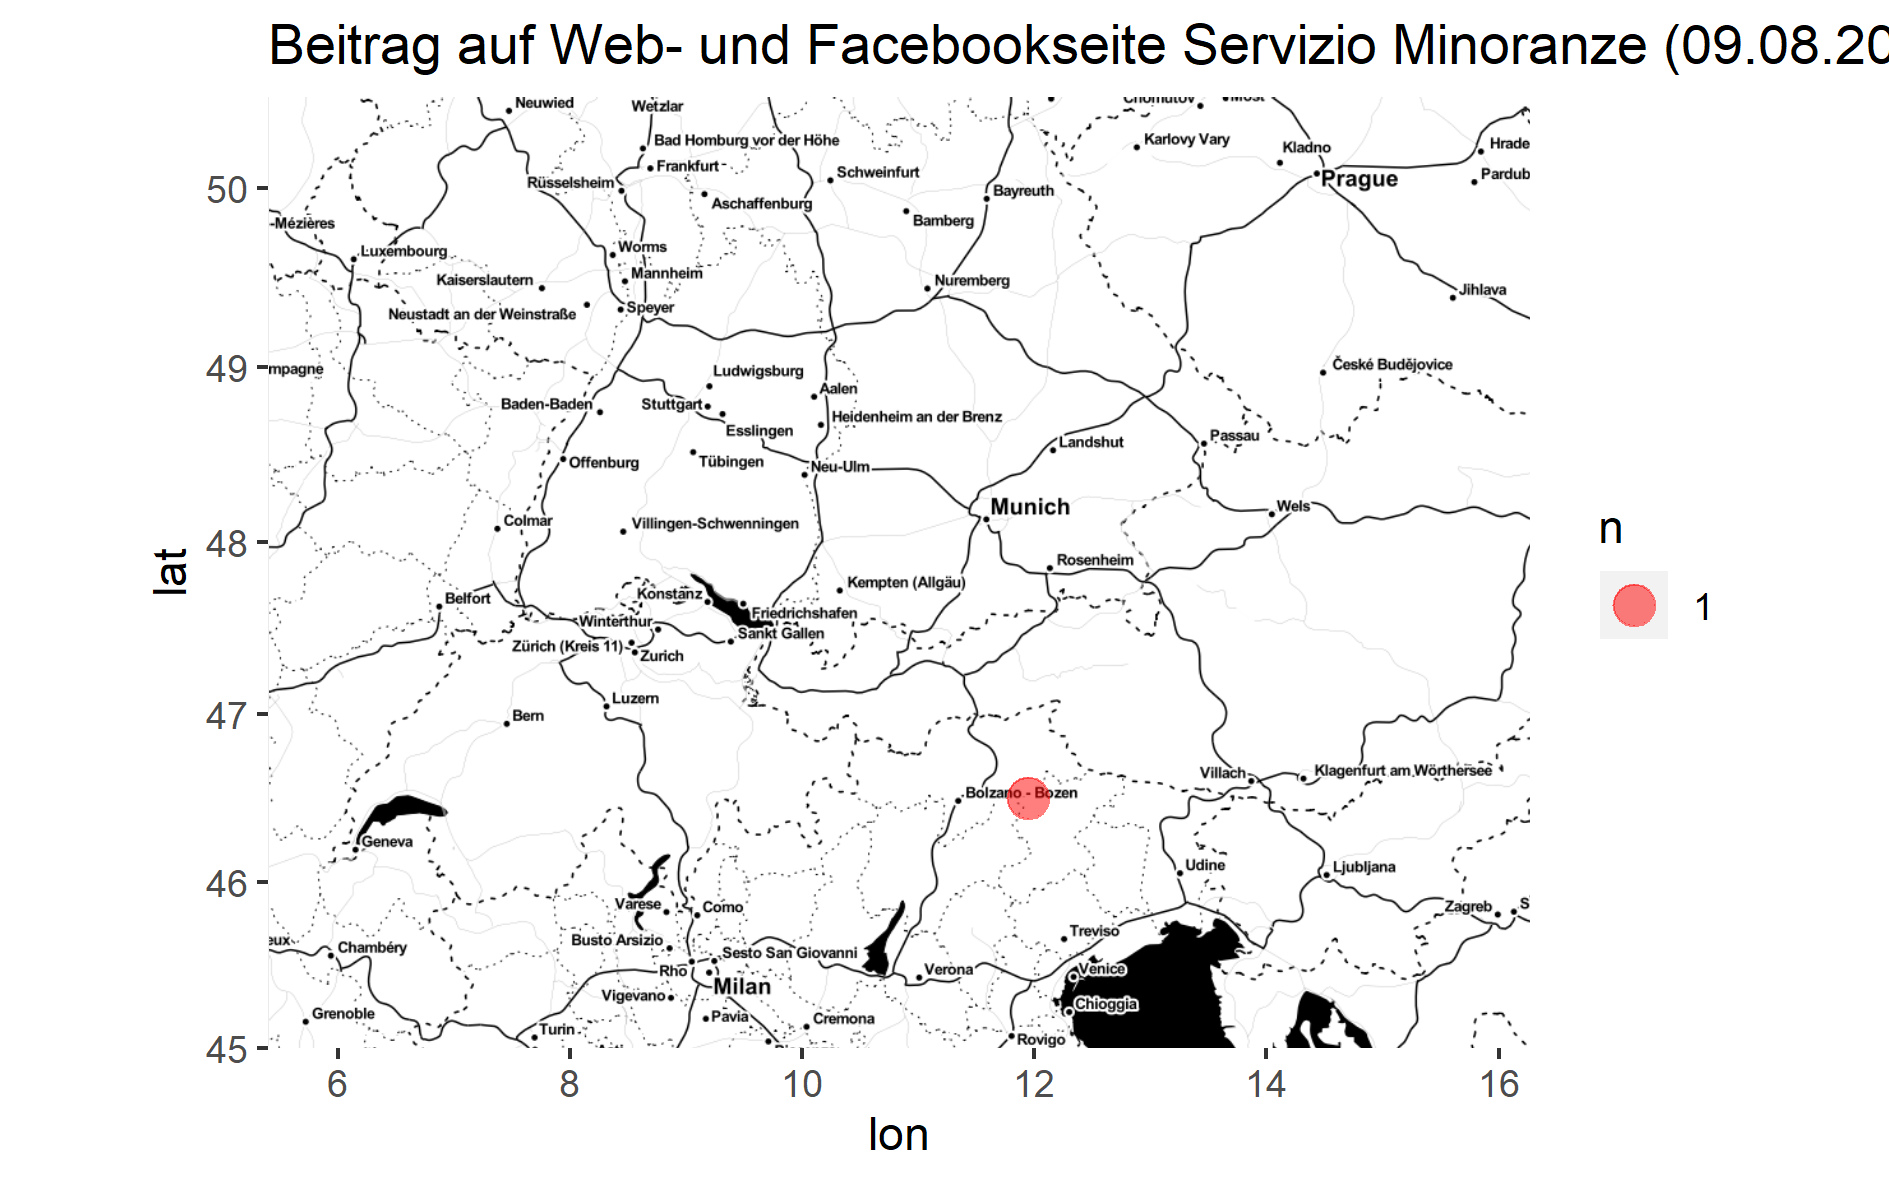 Beitrag auf Web- und Facebookseite Servizio Minoranze (09.08.20
Neuwied
Wetzlar
Chomutov
Most
Bad Homburg vor der Höhe
Karlovy Vary
Kladno
Hrade
Frankfurt
Schweinfurt
Prague
Pardub
Rüsselsheim
Bayreuth
50
Aschaffenburg
Bamberg
-Mézières
Luxembourg
Worms
Mannheim
Kaiserslautern
Nuremberg
Jihlava
Neustadt an der Weinstraße
Speyer
49
mpagne
Ludwigsburg
České Budějovice
Aalen
Baden-Baden
Stuttgart
Heidenheim an der Brenz
Esslingen
Passau
Landshut
Offenburg
Tübingen
Neu-Ulm
Munich
Wels
Colmar
Villingen-Schwenningen
48
lat
n
Rosenheim
Kempten (Allgäu)
Konstanz
Belfort
1
Friedrichshafen
Winterthur
Sankt Gallen
Zürich (Kreis 11)
Zurich
Luzern
47
Bern
Villach
Klagenfurt am Wörthersee
Bolzano - Bozen
Geneva
46
Udine
Ljubljana
Varese
Como
Zagreb
S
eux
Chambéry
Busto Arsizio
Sesto San Giovanni
Treviso
Rho
Verona
Venice
Milan
Vigevano
Chioggia
Grenoble
Pavia
Cremona
Turin
Rovigo
45
6
8
10
12
14
16
lon